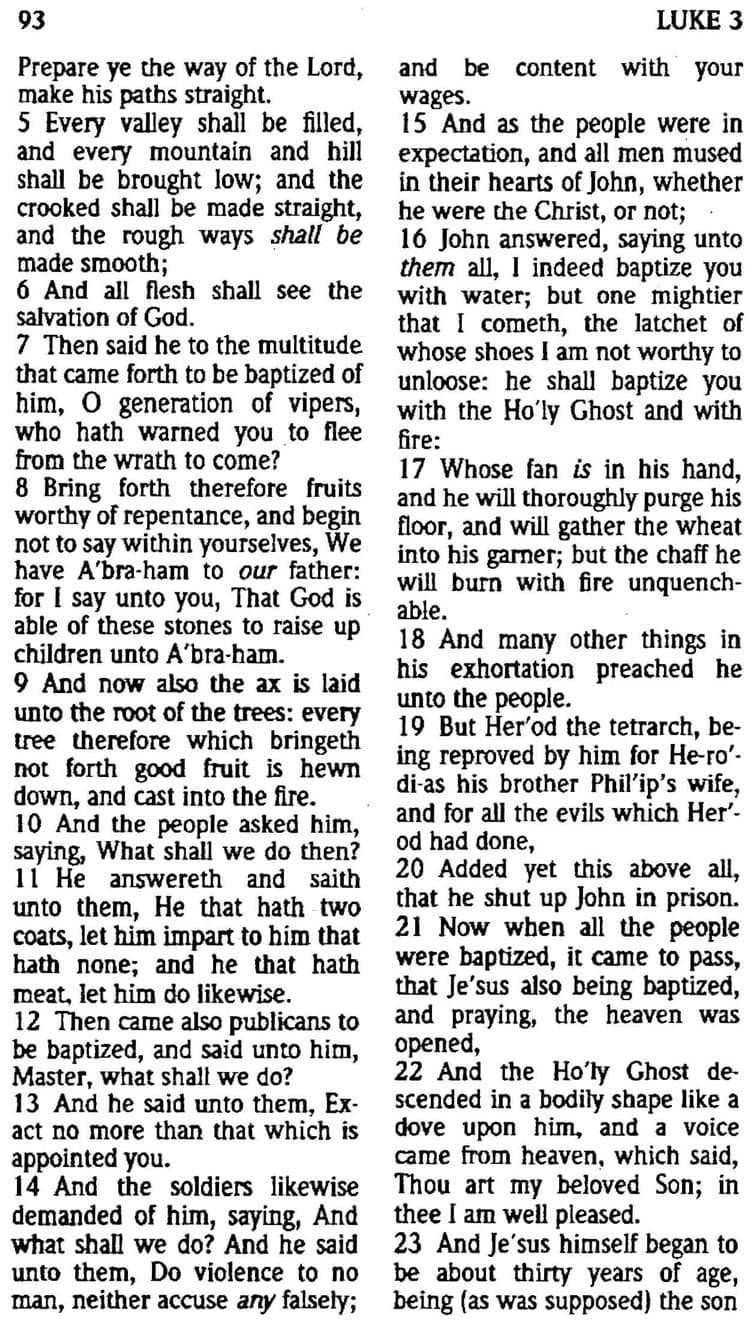 93
LUKE 3
Prepare ye the way of the Lord,
make his paths straight.
5 Every valley shall be filled,
and every mountain and hill
shall be brought low; and the
crooked shall be made straight,
and the rough ways shall be
made smooth;
6 And all flesh shall see the
salvation of God.
7 Then said he to the multitude
that came forth to be baptized of
him, O generation of vipers,
who hath warned you to flee
from the wrath to come?
8 Bring forth therefore fruits
worthy of repentance, and begin
not to say within yourselves, We
have A'bra-ham to our father:
for I say unto you, That God is
able of these stones to raise up
children unto A'bra-ham.
9 And now also the ax is laid
unto the root of the trees: every
tree therefore which bringeth
not forth good fruit is hewn
down, and cast into the fire.
10 And the people asked him,
saying, What shall we do then?
11 He answereth and saith
unto them, He that hath two
coats, let him impart to him that
hath none; and he that hath
meat, let him do likewise.
12 Then came also publicans to
be baptized, and said unto him,
Master, what shall we do?
13 And he said unto them, Ex-
act no more than that which is
appointed you.
14 And the soldiers likewise
demanded of him, saying, And
what shall we do? And he said
unto them, Do violence to no
man, neither accuse any falsely;
and be content with your
wages.
15 And as the people were in
expectation, and all men mused
in their hearts of John, whether
he were the Christ, or not;
16 John answered, saying unto
them all, I indeed baptize you
with water; but one mightier
that I cometh, the latchet of
whose shoes I am not worthy to
unloose: he shall baptize you
with the Ho'ly Ghost and with
fire:
17 Whose fan is in his hand,
and he will thoroughly purge his
floor, and will gather the wheat
into his garner; but the chaff he
will burn with fire unquench-
able.
18 And many other things in
his exhortation preached he
unto the people.
19 But Her'od the tetrarch, be-
ing reproved by him for He-ro'-
di-as his brother Phil'ip's wife,
and for all the evils which Her'-
od had done,
20 Added yet this above all,
that he shut up John in prison.
21 Now when all the people
were baptized, it came to pass,
that Je'sus also being baptized,
and praying, the heaven was
opened,
22 And the Ho'ly Ghost de-
scended in a bodily shape like a
dove upon him, and a voice
came from heaven, which said,
Thou art my beloved Son; in
thee I am well pleased.
23 And Je'sus himself began to
be about thirty years of age,
being (as was supposed) the son